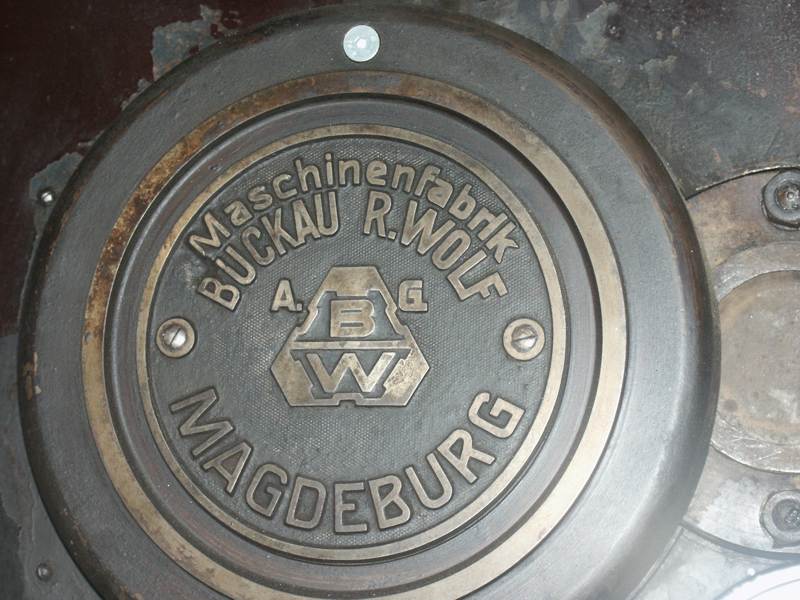 Maschinenfabrik
BUCKAU R.WOLF
A. G.
B
W
MAGDEBURG